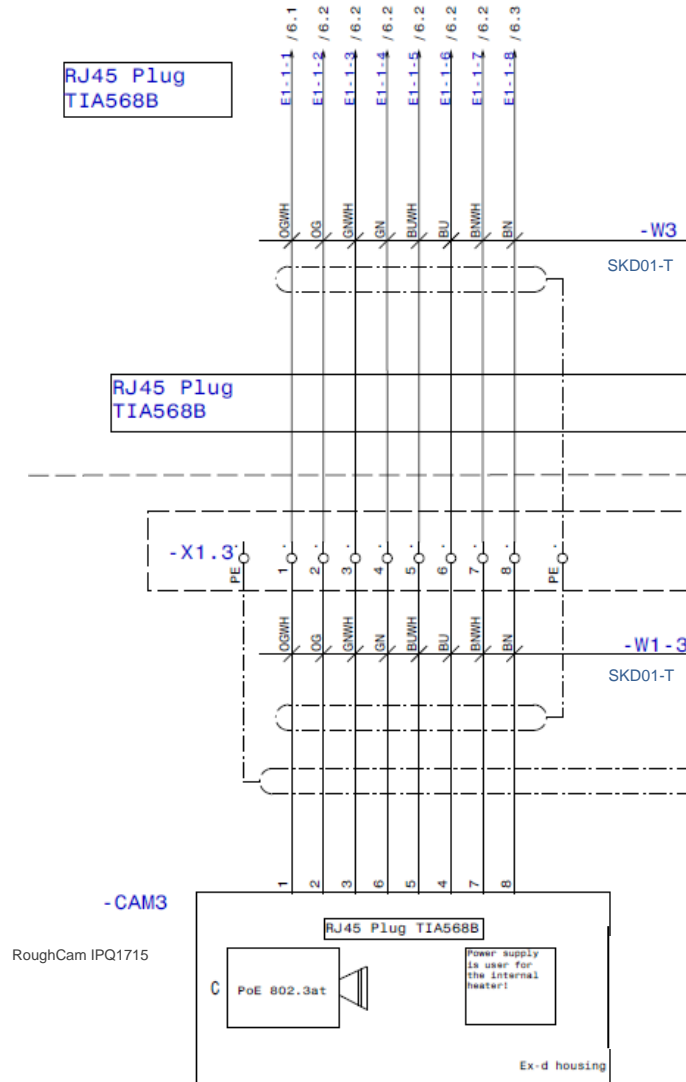 /6.1
/6.2
/6.2
/6.2
/6.2
/6.2
/6.2
/6.3
E1-1-1
E1-1-2
E1-1-3
E1-1-4
E1-1-5
E1-1-6
E1-1-7
E1-1-8
RJ45 Plug
TIA568B
OGWH
OG
GNWH
GN
BUWH
BU
BNWH
BN
-W3
SKD01-T
RJ45 Plug
TIA568B
-X1.3
PE
1
2
3
4
5
6
7
8
PE
OGWH
OG
GNWH
GN
BUWH
BU
BNWH
BN
-W1-3
SKD01-T
1
2
3
6
5
4
7
8
-CAM3
RJ45 Plug TIA568B
RoughCam IPQ1715
C
PoE 802.3at
Power supply
is user for
the internal
heater!
Ex-d housing